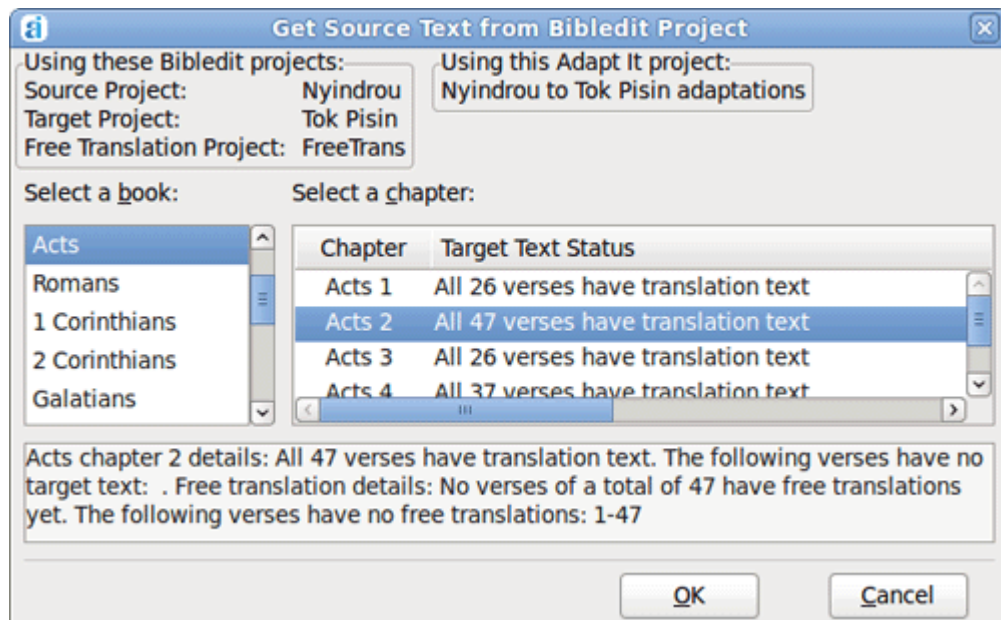 Get Source Text from Bibledit Project
Using these Bibledit projects:
Source Project: Nyindrou
Target Project: Tok Pisin
Free Translation Project: FreeTrans
Using this Adapt It project:
Nyindrou to Tok Pisin adaptations
Select a book:
Acts
Romans
1 Corinthians
2 Corinthians
Galatians
Select a chapter:
Chapter Target Text Status
Acts 1 All 26 verses have translation text
Acts 2 All 47 verses have translation text
Acts 3 All 26 verses have translation text
Acts 4 All 37 verses have translation text
Acts chapter 2 details: All 47 verses have translation text. The following verses have no
target text:  . Free translation details: No verses of a total of 47 have free translations
yet. The following verses have no free translations: 1-47
OK
Cancel